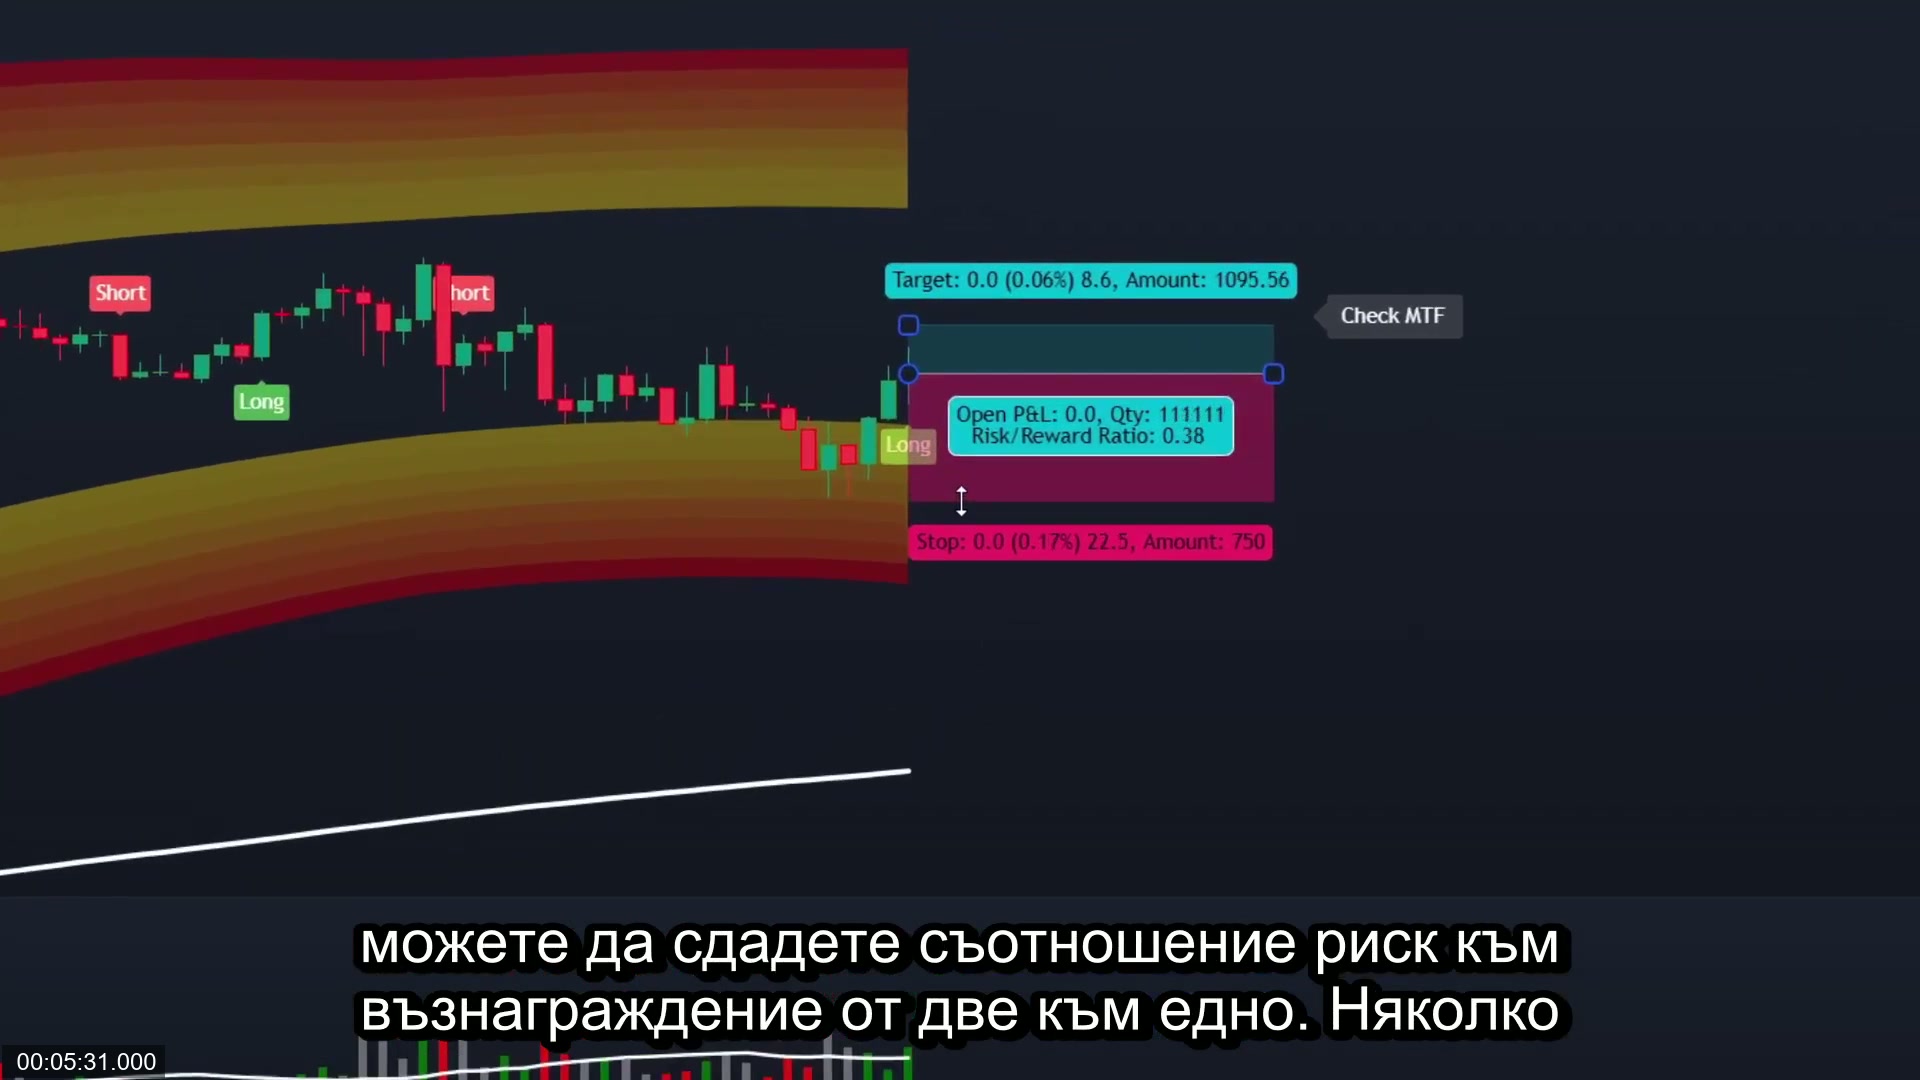 Target: 0.0 (0.06%) 8.6, Amount: 1095.56
Short
hort
Check MTF
Long
Open P&L: 0.0, Qty: 111111
Risk/Reward Ratio: 0.38
Long
Stop: 0.0 (0.17%) 22.5, Amount: 750
можете да сдадете съотношение риск към
възнаграждение от две към едно. Няколко
00:05:31.000